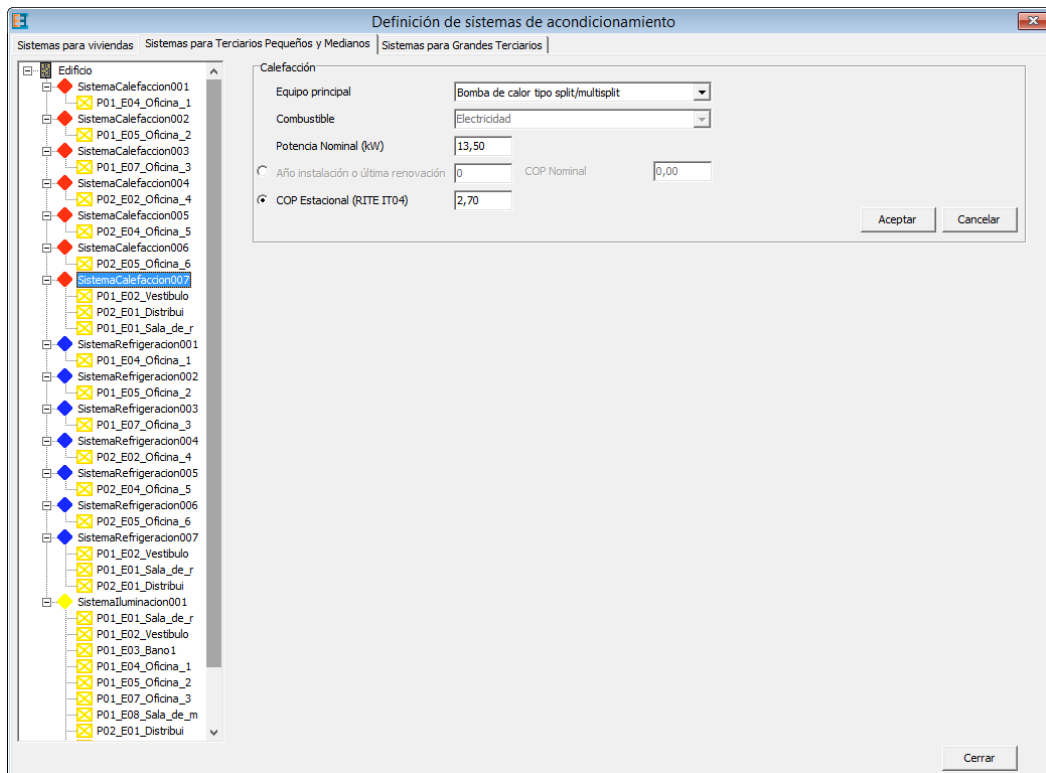 Definición de sistemas de acondicionamiento
Sistemas para viviendas
Sistemas para Terciarios Pequeños y Medianos
Sistemas para Grandes Terciarios
Edificio
SistemaCalefaccion001
P01_E04_Oficina_1
SistemaCalefaccion002
P01_E05_Oficina_2
SistemaCalefaccion003
P01_E07_Oficina_3
SistemaCalefaccion004
P02_E02_Oficina_4
SistemaCalefaccion005
P02_E04_Oficina_5
SistemaCalefaccion006
P02_E05_Oficina_6
SistemaCalefaccion007
P01_E02_Vestibulo
P02_E01_Distribui
P01_E01_Sala_de_r
SistemaRefrigeracion001
P01_E04_Oficina_1
SistemaRefrigeracion002
P01_E05_Oficina_2
SistemaRefrigeracion003
P01_E07_Oficina_3
SistemaRefrigeracion004
P02_E02_Oficina_4
SistemaRefrigeracion005
P02_E04_Oficina_5
SistemaRefrigeracion006
P02_E05_Oficina_6
SistemaRefrigeracion007
P01_E02_Vestibulo
P01_E01_Sala_de_r
P02_E01_Distribui
SistemaIluminacion001
P01_E01_Sala_de_r
P01_E02_Vestibulo
P01_E03_Bano1
P01_E04_Oficina_1
P01_E05_Oficina_2
P01_E07_Oficina_3
P01_E08_Sala_de_m
P02_E01_Distribui
Calefacción
Equipo principal Bomba de calor tipo split/multisplit
Combustible Electricidad
Potencia Nominal (kW) 13,50
Año instalación o última renovación 0 COP Nominal 0,00
COP Estacional (RITE IT04) 2,70
Aceptar Cancelar
Cerrar